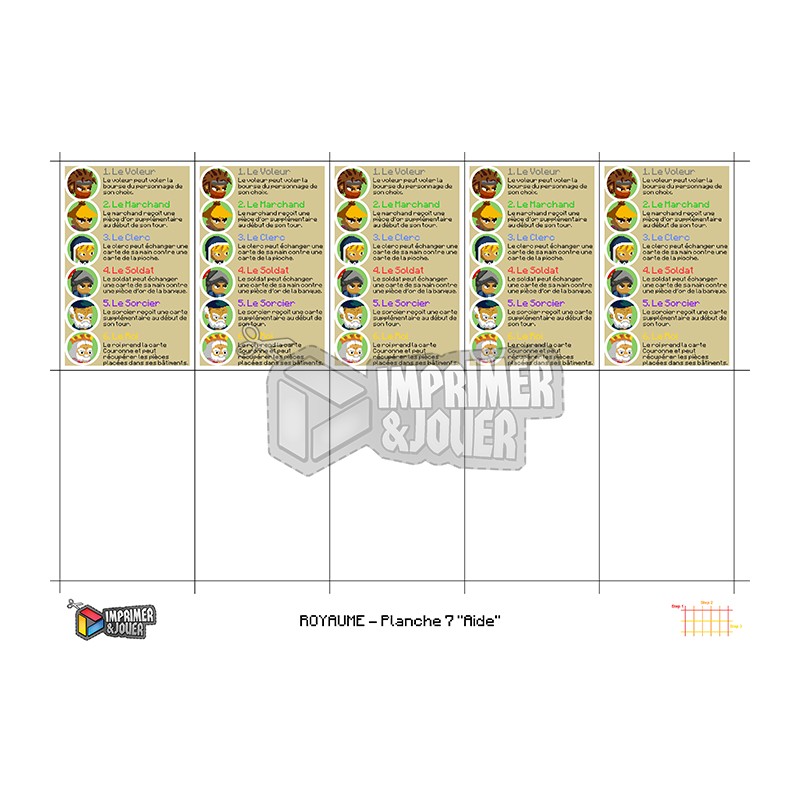 1. Le Voleur
Le voleur peut voler la
bourse du personnage de
son choix.
2. Le Marchand
Le marchand reçoit une
pièce d'or supplémentaire
au début de son tour.
3. Le Clerc
Le clerc peut échanger une
carte de sa main contre une
carte de la pioche.
4. Le Soldat
Le soldat peut échanger
une carte de sa main contre
une pièce d'or de la banque.
5. Le Sorcier
Le sorcier reçoit une carte
supplémentaire au début de
son tour.
6. Le Roi
Le roi prend la carte
Couronne et peut
récupérer les pièces
placées dans ses bâtiments.
1. Le Voleur
Le voleur peut voler la
bourse du personnage de
son choix.
2. Le Marchand
Le marchand reçoit une
pièce d'or supplémentaire
au début de son tour.
3. Le Clerc
Le clerc peut échanger une
carte de sa main contre une
carte de la pioche.
4. Le Soldat
Le soldat peut échanger
une carte de sa main contre
une pièce d'or de la banque.
5. Le Sorcier
Le sorcier reçoit une carte
supplémentaire au début de
son tour.
Le roi prend la carte
Couronne et peut
récupérer les pièces
placées dans ses bâtiments.
1. Le Voleur
Le voleur peut voler la
bourse du personnage de
son choix.
2. Le Marchand
Le marchand reçoit une
pièce d'or supplémentaire
au début de son tour.
3. Le Clerc
Le clerc peut échanger une
carte de sa main contre une
carte de la pioche.
4. Le Soldat
Le soldat peut échanger
une carte de sa main contre
une pièce d'or de la banque.
5. Le Sorcier
Le sorcier reçoit une carte
supplémentaire au début de
son tour.
6. Le Roi
Le roi prend la carte
Couronne et peut
récupérer les pièces
placées dans ses bâtiments.
1. Le Voleur
Le voleur peut voler la
bourse du personnage de
son choix.
2. Le Marchand
Le marchand reçoit une
pièce d'or supplémentaire
au début de son tour.
3. Le Clerc
Le clerc peut échanger une
carte de sa main contre une
carte de la pioche.
4. Le Soldat
Le soldat peut échanger
une carte de sa main contre
une pièce d'or de la banque.
5. Le Sorcier
Le sorcier reçoit une carte
supplémentaire au début de
son tour.
6. Le Roi
Le roi prend la carte
Couronne et peut
récupérer les pièces
placées dans ses bâtiments.
1. Le Voleur
Le voleur peut voler la
bourse du personnage de
son choix.
2. Le Marchand
Le marchand reçoit une
pièce d'or supplémentaire
au début de son tour.
3. Le Clerc
Le clerc peut échanger une
carte de sa main contre une
carte de la pioche.
4. Le Soldat
Le soldat peut échanger
une carte de sa main contre
une pièce d'or de la banque.
5. Le Sorcier
Le sorcier reçoit une carte
supplémentaire au début de
son tour.
6. Le Roi
Le roi prend la carte
Couronne et peut
récupérer les pièces
placées dans ses bâtiments.
IMPRIMER
&JOUER
IMPRIMER
&JOUER
ROYAUME – Planche 7 "Aide"
Step 1
Step 2
Step 3